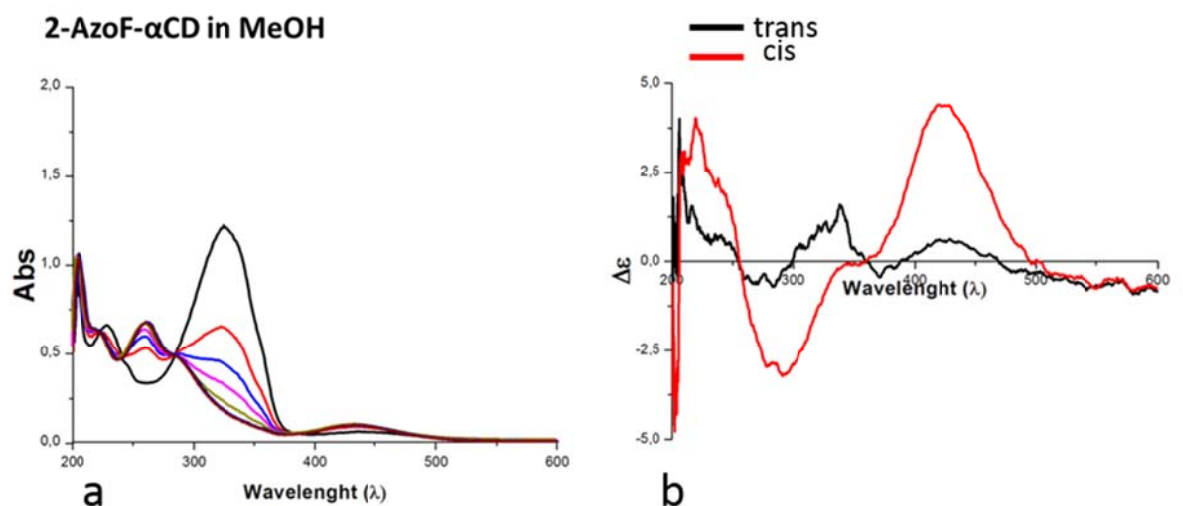 2-AzoF-αCD in MeOH
2,0
1,5
1,0
0,5
0,0
200
300
400
500
600
Abs
Wavelenght (λ)
a
trans
cis
5,0
2,5
0,0
-2,5
-5,0
200
300
400
500
600
Δε
Wavelenght (λ)
b